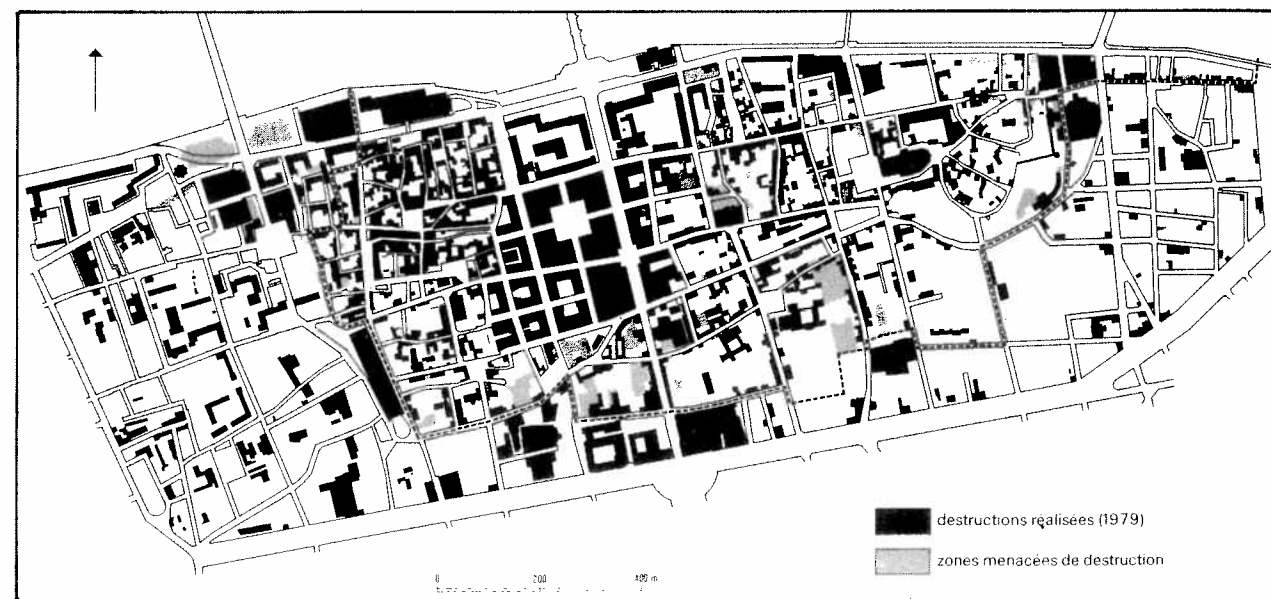 destructions réalisées (1979)
zones menacées de destruction
0 200 400 m